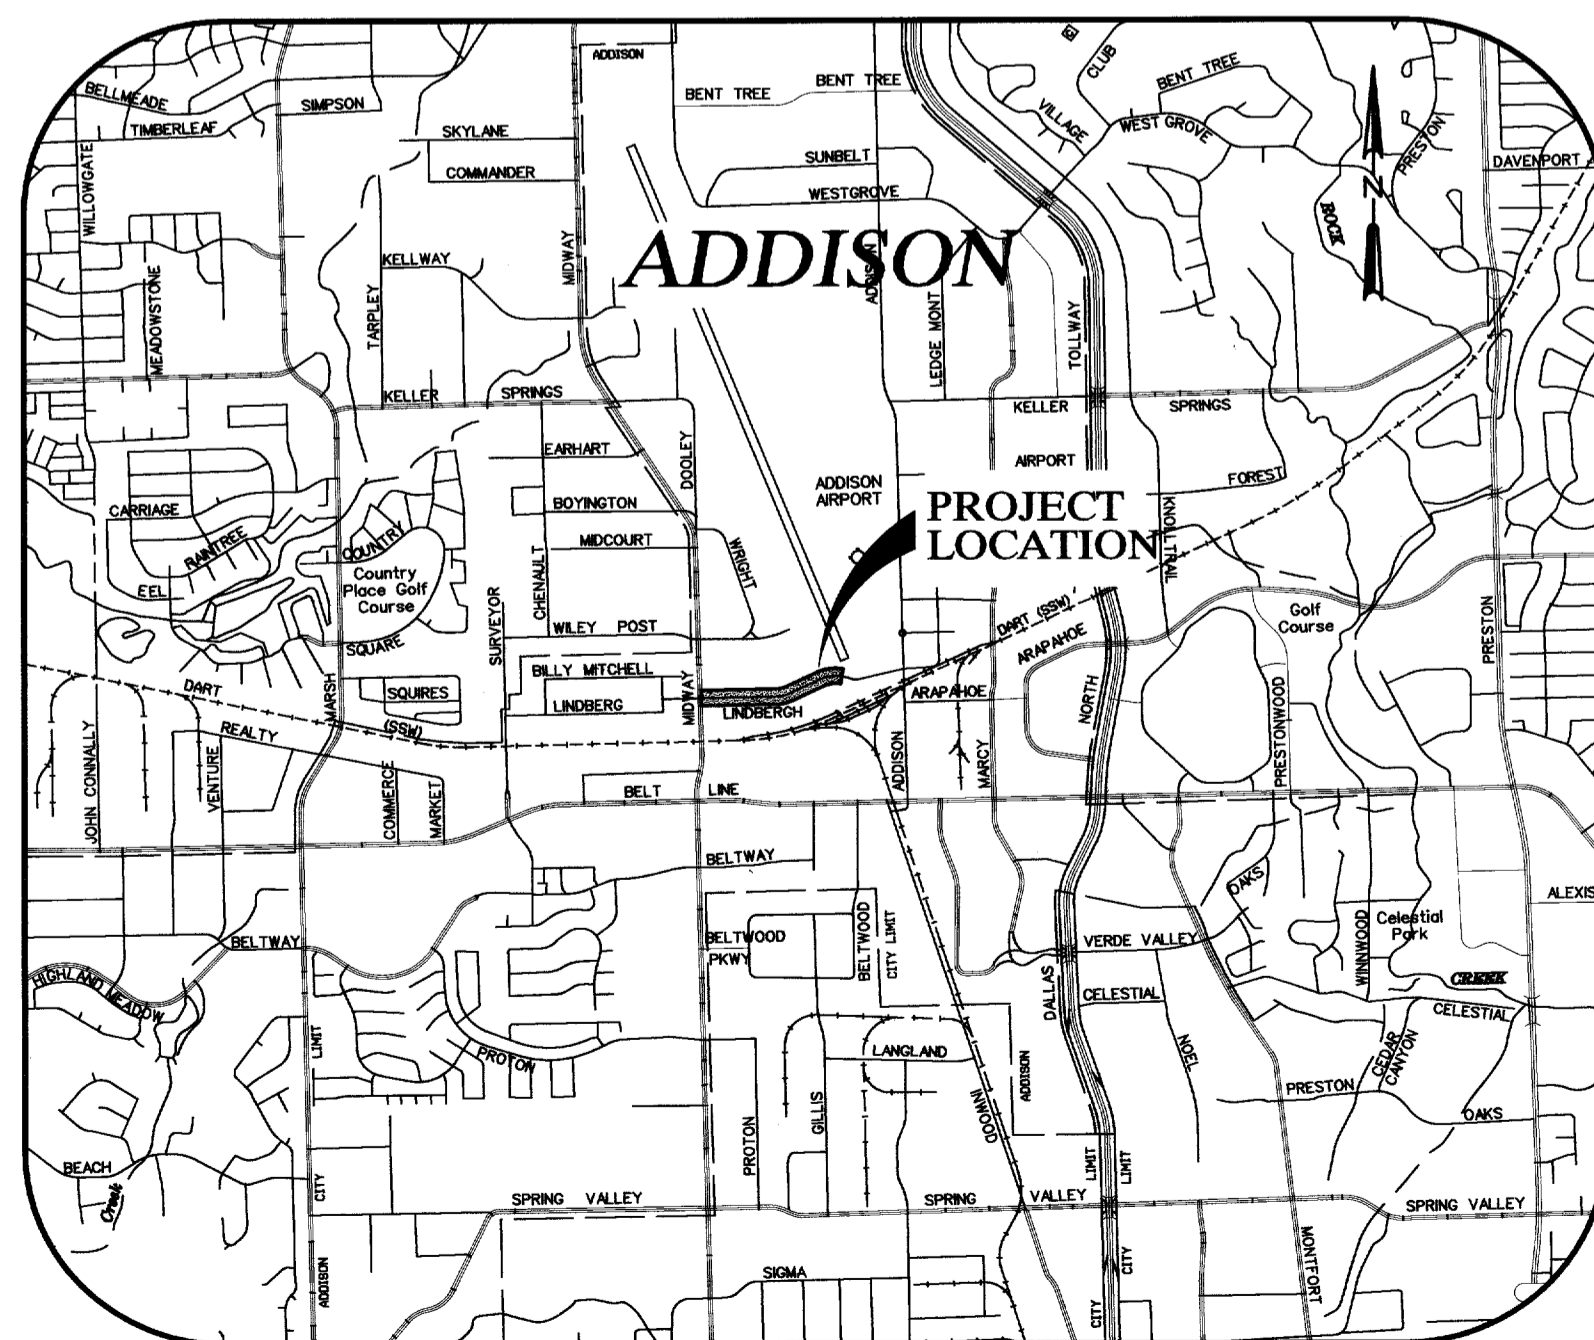 ADDISON
CLUB
BENT TREE
BENT TREE
BENT TREE
BELLMEADE
SIMPSON
TIMBERLEAF
VILLAGE
WEST GROVE
PRESTON
SKYLANE
COMMANDER
SUNBELT
WESTGROVE
DAVENPORT
WILLOWGATE
N
ROCK
MIDWAY
KELLWAY
ADDISON
ADDISON
MEADOWSTONE
TARPLEY
LEDGE MONT
TOLLWAY
KELLER
SPRINGS
KELLER
SPRINGS
EARHART
DOOLEY
AIRPORT
ADDISON
AIRPORT
FOREST
CARRIAGE
BOYINGTON
PROJECT
LOCATION
KNOLL TRAIL
RAINTREE
COUNTRY
MIDCOURT
WRIGHT
Country
Place Golf
Course
EEL
CHENAULT
SURVEYOR
WILEY POST
DART (SSW)
Golf
Course
PRESTON
SQUARE
ARAPAHOE
BILLY MITCHELL
DART
MARSH
SQUIRES
LINDBERG
MIDWAY
LINDBERGH
ARAPAHOE
NORTH
PRESTONWOOD
(SSW)
REALTY
JOHN CONNALLY
VENTURE
COMMERCE
MARKET
ADDISON
MARCY
BELT LINE
BELTWAY
OAKS
ALEXIS
BELTWAY
BELTWOOD
PKWY
BELTWOOD
CITY LIMIT
VERDE VALLEY
WINNWOOD
Celestial
Park
HIGHLAND MEADOW
DALLAS
CELESTIAL
CREEK
CELESTIAL
LIMIT
PROTON
LANGLAND
ADDISON
NOEL
CEDAR
CANYON
INWOOD
PRESTON
OAKS
GILLIS
PROTON
BEACH
Creek
CITY
LIMIT
LIMIT
SPRING VALLEY
SPRING VALLEY
SPRING VALLEY
ADDISON
SIGMA
CITY
CITY
MONTFORT